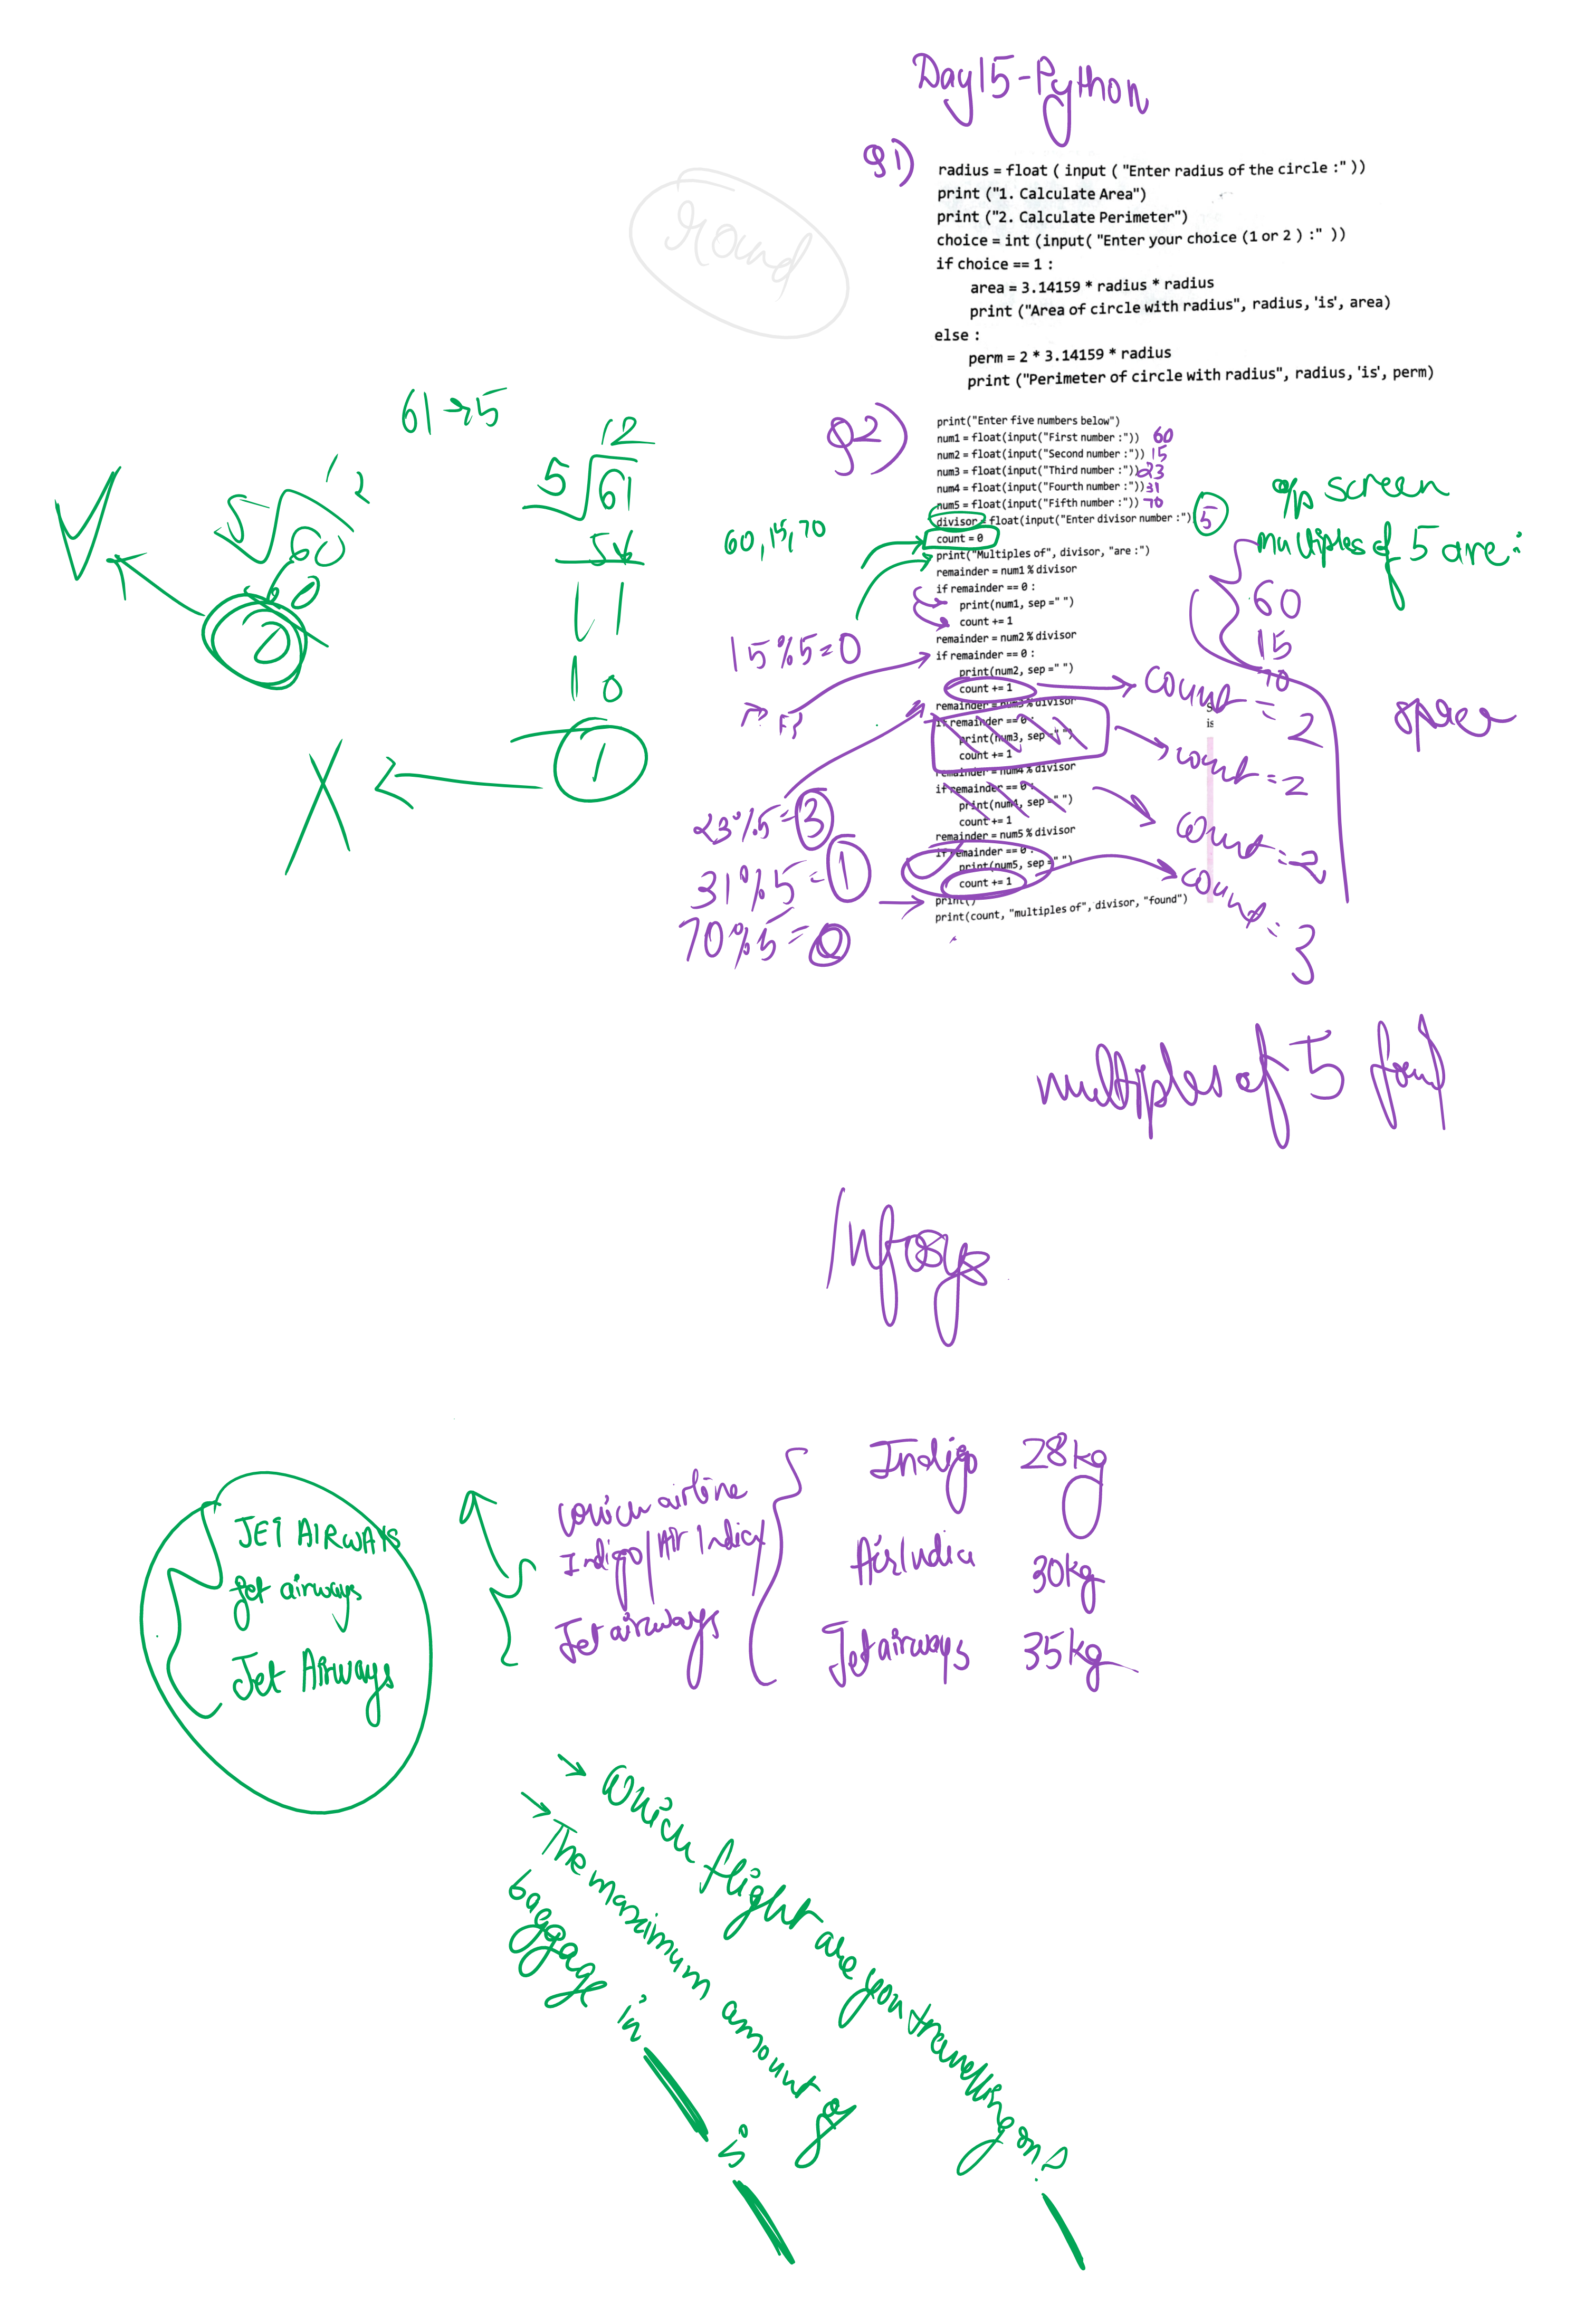 Day15-Python
Q1)
radius = float ( input ( "Enter radius of the circle :" ))
print ("1. Calculate Area")
print ("2. Calculate Perimeter")
choice = int (input( "Enter your choice (1 or 2 ) :" ))
if choice == 1 :
area = 3.14159 * radius * radius
print ("Area of circle with radius", radius, 'is', area)
else :
perm = 2 * 3.14159 * radius
print ("Perimeter of circle with radius", radius, 'is', perm)
round
61→5
12
5√61
5
11
10
1
X
12
5√60
0
Q2)
print("Enter five numbers below")
num1 = float(input("First number :")) 60
num2 = float(input("Second number :")) 15
num3 = float(input("Third number :")) 23
num4 = float(input("Fourth number :")) 31
num5 = float(input("Fifth number :")) 70
divisor = float(input("Enter divisor number :") 5
count = 0
print("Multiples of", divisor, "are :")
remainder = num1 % divisor
if remainder == 0 :
print(num1, sep =" ")
count += 1
remainder = num2 % divisor
if remainder == 0 :
print(num2, sep =" ")
count += 1
remainder = num3 % divisor
if remainder == 0 :
print(num3, sep =" ")
count += 1
remainder = num4 % divisor
if remainder == 0 :
print(num4, sep =" ")
count += 1
remainder = num5 % divisor
if remainder == 0 :
print(num5, sep =" ")
count += 1
print()
print(count, "multiples of", divisor, "found")
60, 15, 70
15%5=0
23%5=3
31%5=1
70%5=0
o/p screen
multiples of 5 are :
60
15
70
is
space
count = 2
count = 2
count = 2
count = 3
multiples of 5 found
Infosys
Indigo 28kg
AirIndia 30kg
Jetairways 35kg
which airline
Indigo/Air India/
Jet airways
JET AIRWAYS
jet airways
Jet Airways
→ Which flight are you travelling on?
→ The maximum amount of
baggage in
is